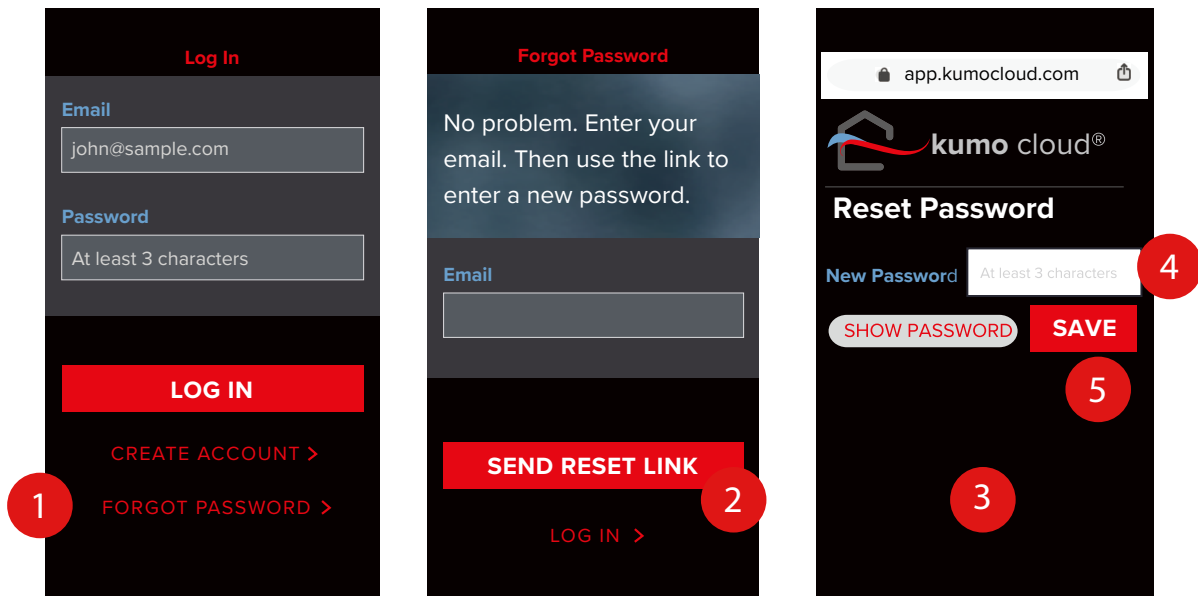 Log In
Email
john@sample.com
Password
At least 3 characters
LOG IN
CREATE ACCOUNT >
1
FORGOT PASSWORD >
Forgot Password
No problem. Enter your
email. Then use the link to
enter a new password.
Email
SEND RESET LINK
2
LOG IN >
app.kumocloud.com
kumo cloud®
Reset Password
New Password
At least 3 characters
4
SHOW PASSWORD
SAVE
5
3